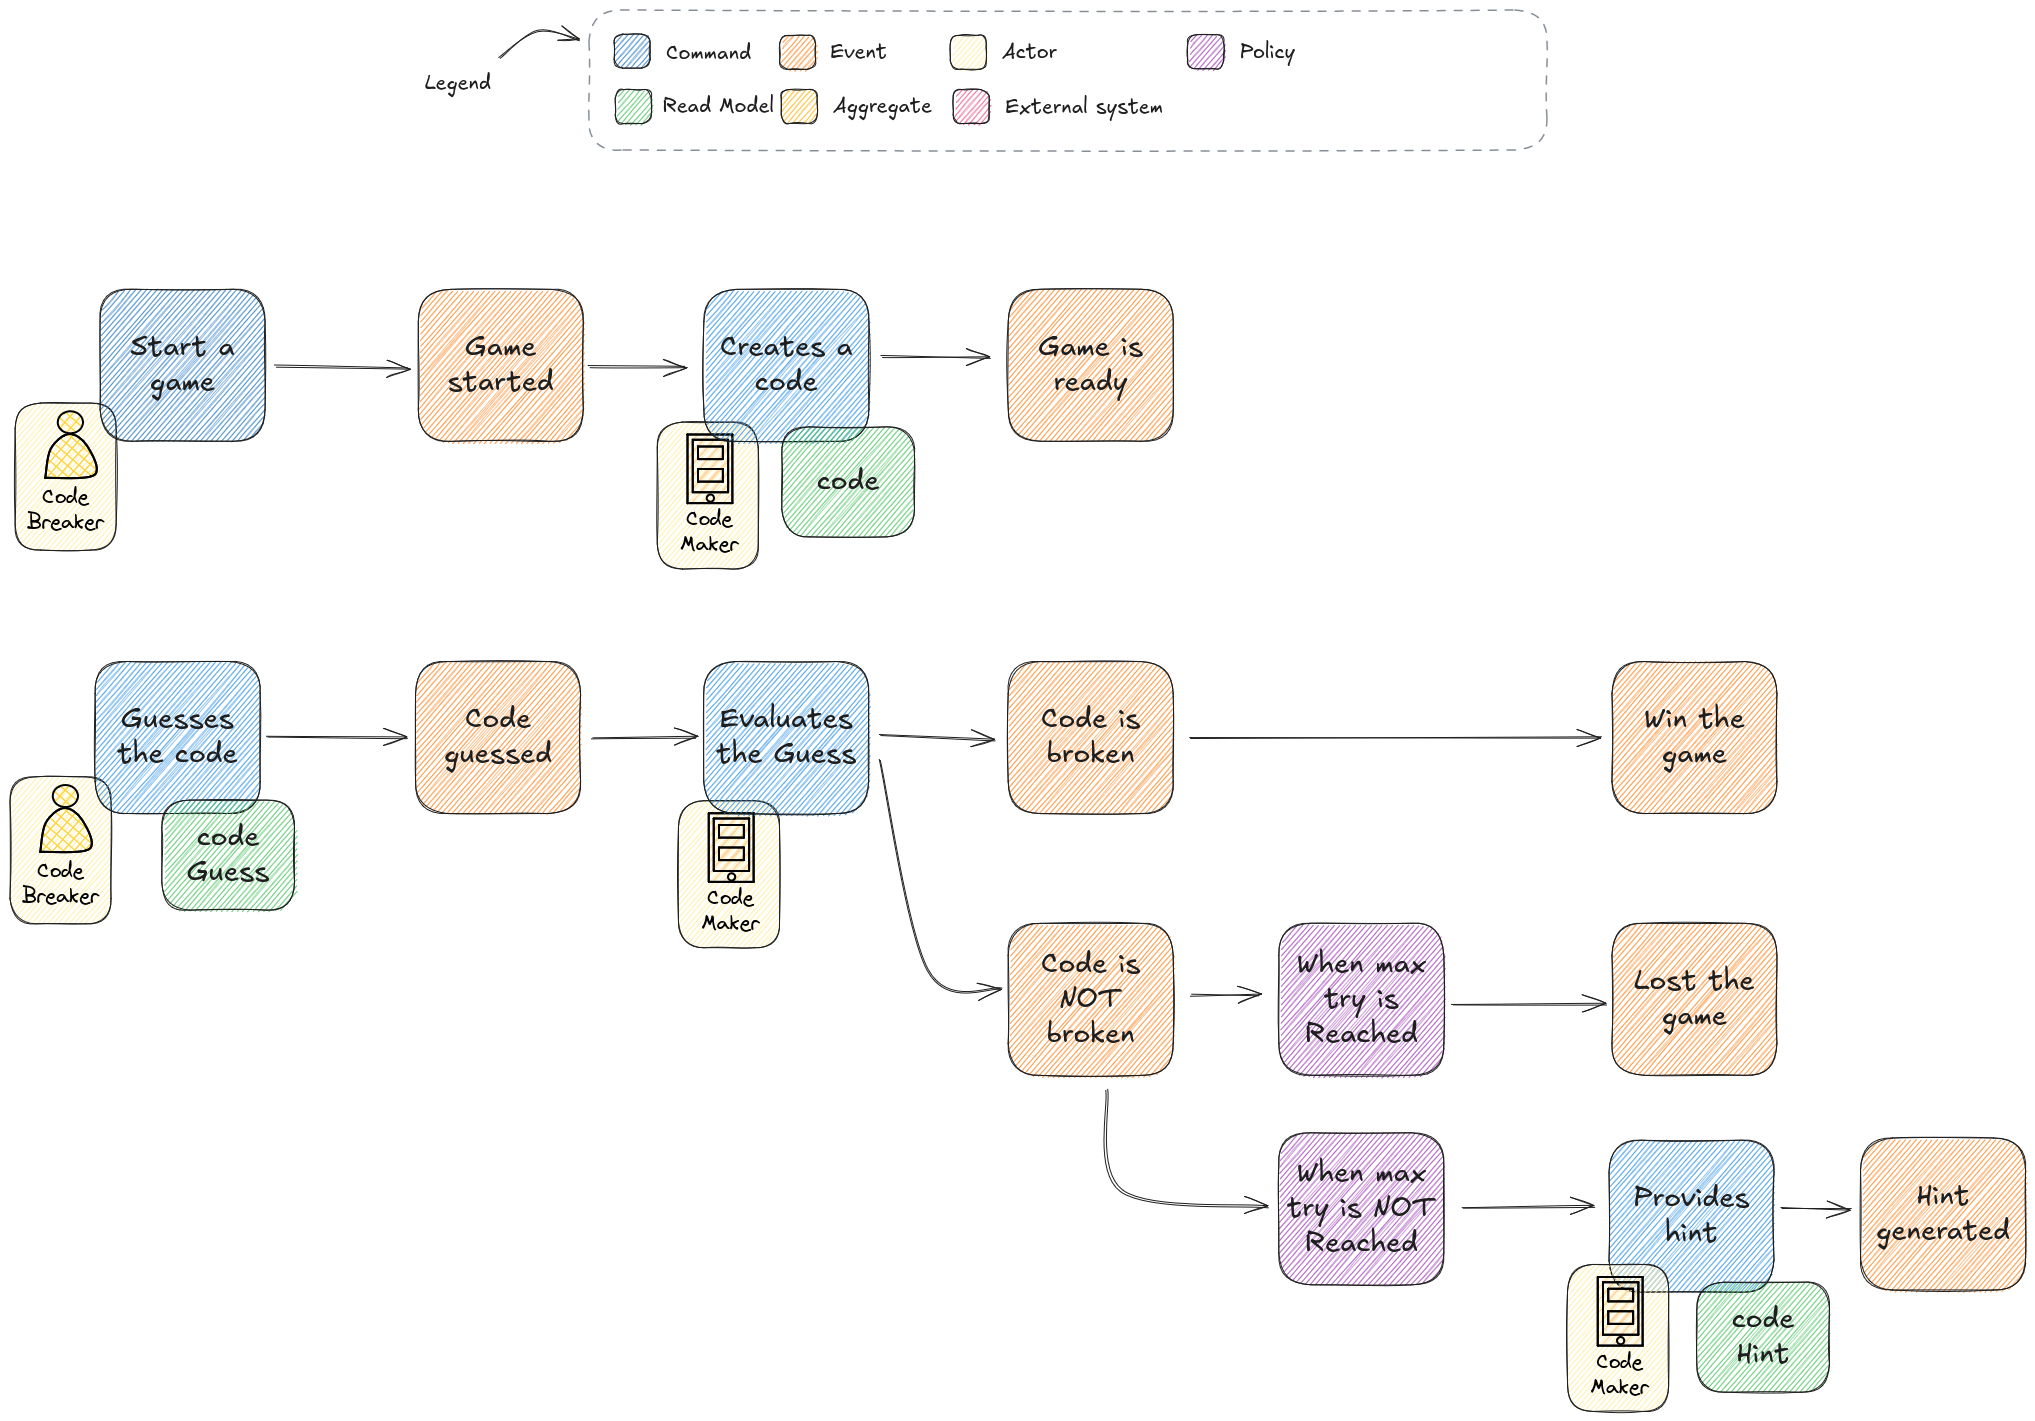 Legend
Command
Event
Actor
Policy
Read Model
Aggregate
External system
Start a
game
Code
Breaker
Game
started
Creates a
code
Code
Maker
code
Game is
ready
Guesses
the code
Code
Breaker
code
Guess
Code
guessed
Evaluates
the Guess
Code
Maker
Code is
broken
Win the
game
Code is
NOT
broken
When max
try is
Reached
Lost the
game
When max
try is NOT
Reached
Provides
hint
Code
Maker
code
Hint
Hint
generated